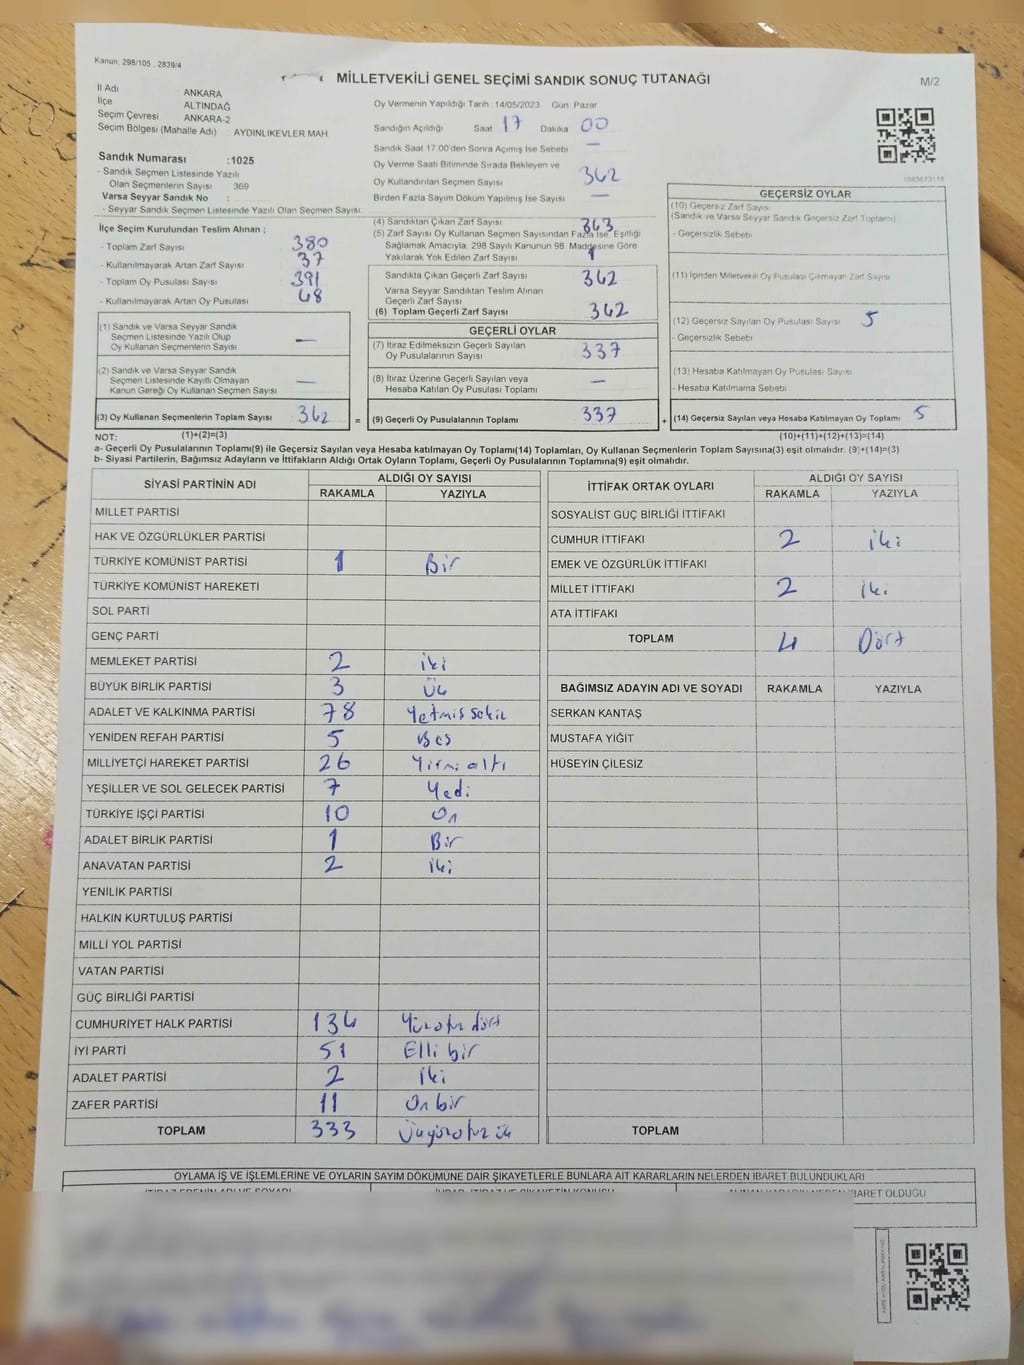 Kanun: 298/105 , 2839/4
MİLLETVEKİLİ GENEL SEÇİMİ SANDIK SONUÇ TUTANAĞI
M/2
İl Adı ANKARA
İlçe ALTINDAĞ
Seçim Çevresi ANKARA-2
Seçim Bölgesi (Mahalle Adı) : AYDINLIKEVLER MAH.
Sandık Numarası :1025
- Sandık Seçmen Listesinde Yazılı
Olan Seçmenlerin Sayısı 369
Varsa Seyyar Sandık No :
- Seyyar Sandık Seçmen Listesinde Yazılı Olan Seçmen Sayısı:
İlçe Seçim Kurulundan Teslim Alınan ;
- Toplam Zarf Sayısı 380
- Kullanılmayarak Artan Zarf Sayısı 37
- Toplam Oy Pusulası Sayısı 391
- Kullanılmayarak Artan Oy Pusulası 48
Oy Vermenin Yapıldığı Tarih :14/05/2023 Gün Pazar
Sandığın Açıldığı Saat 17 Dakika 00
Sandık Saat 17.00'den Sonra Açımış İse Sebebi —
Oy Verme Saati Bitiminde Sırada Bekleyen ve
Oy Kullandırılan Seçmen Sayısı 362
Birden Fazla Sayım Döküm Yapılmış İse Sayısı —
(4) Sandıktan Çıkan Zarf Sayısı 363
(5) Zarf Sayısı Oy Kullanan Seçmen Sayısından Fazla İse, Eşitliği
Sağlamak Amacıyla, 298 Sayılı Kanunun 98. Maddesine Göre
Yakılarak Yok Edilen Zarf Sayısı 1
Sandıkta Çıkan Geçerli Zarf Sayısı 362
Varsa Seyyar Sandıktan Teslim Alınan
Geçerli Zarf Sayısı
(6) Toplam Geçerli Zarf Sayısı 362
GEÇERLİ OYLAR
(7) İtiraz Edilmeksizin Geçerli Sayılan
Oy Pusulalarının Sayısı 337
(8) İtiraz Üzerine Geçerli Sayılan veya
Hesaba Katılan Oy Pusulası Toplamı —
(9) Geçerli Oy Pusulalarının Toplamı 337
1085673118
GEÇERSİZ OYLAR
(10) Geçersiz Zarf Sayısı
(Sandık ve Varsa Seyyar Sandık Geçersiz Zarf Toplamı)
- Geçersizlik Sebebi
(11) İçinden Milletvekili Oy Pusulası Çıkmayan Zarf Sayısı
(12) Geçersiz Sayılan Oy Pusulası Sayısı 5
- Geçersizlik Sebebi
(13) Hesaba Katılmayan Oy Pusulası Sayısı
- Hesaba Katılmama Sebebi
+ (14) Geçersiz Sayılan veya Hesaba Katılmayan Oy Toplamı 5
(10)+(11)+(12)+(13)=(14)
(1) Sandık ve Varsa Seyyar Sandık
Seçmen Listesinde Yazılı Olup
Oy Kullanan Seçmenlerin Sayısı —
(2) Sandık ve Varsa Seyyar Sandık
Seçmen Listesinde Kayıtlı Olmayan
Kanun Gereği Oy Kullanan Seçmen Sayısı —
(3) Oy Kullanan Seçmenlerin Toplam Sayısı 362 =
NOT: (1)+(2)=(3)
a- Geçerli Oy Pusulalarının Toplamı(9) ile Geçersiz Sayılan veya Hesaba katılmayan Oy Toplamı(14) Toplamları, Oy Kullanan Seçmenlerin Toplam Sayısına(3) eşit olmalıdır. (9)+(14)=(3)
b- Siyasi Partilerin, Bağımsız Adayların ve İttifakların Aldığı Ortak Oyların Toplamı, Geçerli Oy Pusulalarının Toplamına(9) eşit olmalıdır.
SİYASİ PARTİNİN ADI ALDIĞI OY SAYISI
RAKAMLA YAZIYLA
MİLLET PARTİSİ
HAK VE ÖZGÜRLÜKLER PARTİSİ
TÜRKİYE KOMÜNİST PARTİSİ 1 Bir
TÜRKİYE KOMÜNİST HAREKETİ
SOL PARTİ
GENÇ PARTİ
MEMLEKET PARTİSİ 2 iki
BÜYÜK BİRLİK PARTİSİ 3 Üç
ADALET VE KALKINMA PARTİSİ 78 Yetmiş sekiz
YENİDEN REFAH PARTİSİ 5 Beş
MİLLİYETÇİ HAREKET PARTİSİ 26 Yirmi altı
YEŞİLLER VE SOL GELECEK PARTİSİ 7 Yedi
TÜRKİYE İŞÇİ PARTİSİ 10 On
ADALET BİRLİK PARTİSİ 1 Bir
ANAVATAN PARTİSİ 2 iki
YENİLİK PARTİSİ
HALKIN KURTULUŞ PARTİSİ
MİLLİ YOL PARTİSİ
VATAN PARTİSİ
GÜÇ BİRLİĞİ PARTİSİ
CUMHURİYET HALK PARTİSİ 134 Yüzotuz dört
İYİ PARTİ 51 Elli bir
ADALET PARTİSİ 2 iki
ZAFER PARTİSİ 11 On bir
TOPLAM 333 Üçyüzotuz üç
İTTİFAK ORTAK OYLARI ALDIĞI OY SAYISI
RAKAMLA YAZIYLA
SOSYALİST GÜÇ BİRLİĞİ İTTİFAKI
CUMHUR İTTİFAKI 2 iki
EMEK VE ÖZGÜRLÜK İTTİFAKI
MİLLET İTTİFAKI 2 iki
ATA İTTİFAKI
TOPLAM 4 Dört
BAĞIMSIZ ADAYIN ADI VE SOYADI RAKAMLA YAZIYLA
SERKAN KANTAŞ
MUSTAFA YİĞİT
HÜSEYİN ÇİLESİZ
TOPLAM
OYLAMA İŞ VE İŞLEMLERİNE VE OYLARIN SAYIM DÖKÜMÜNE DAİR ŞİKAYETLERLE BUNLARA AİT KARARLARIN NELERDEN İBARET BULUNDUKLARI
İBARET OLDUĞU